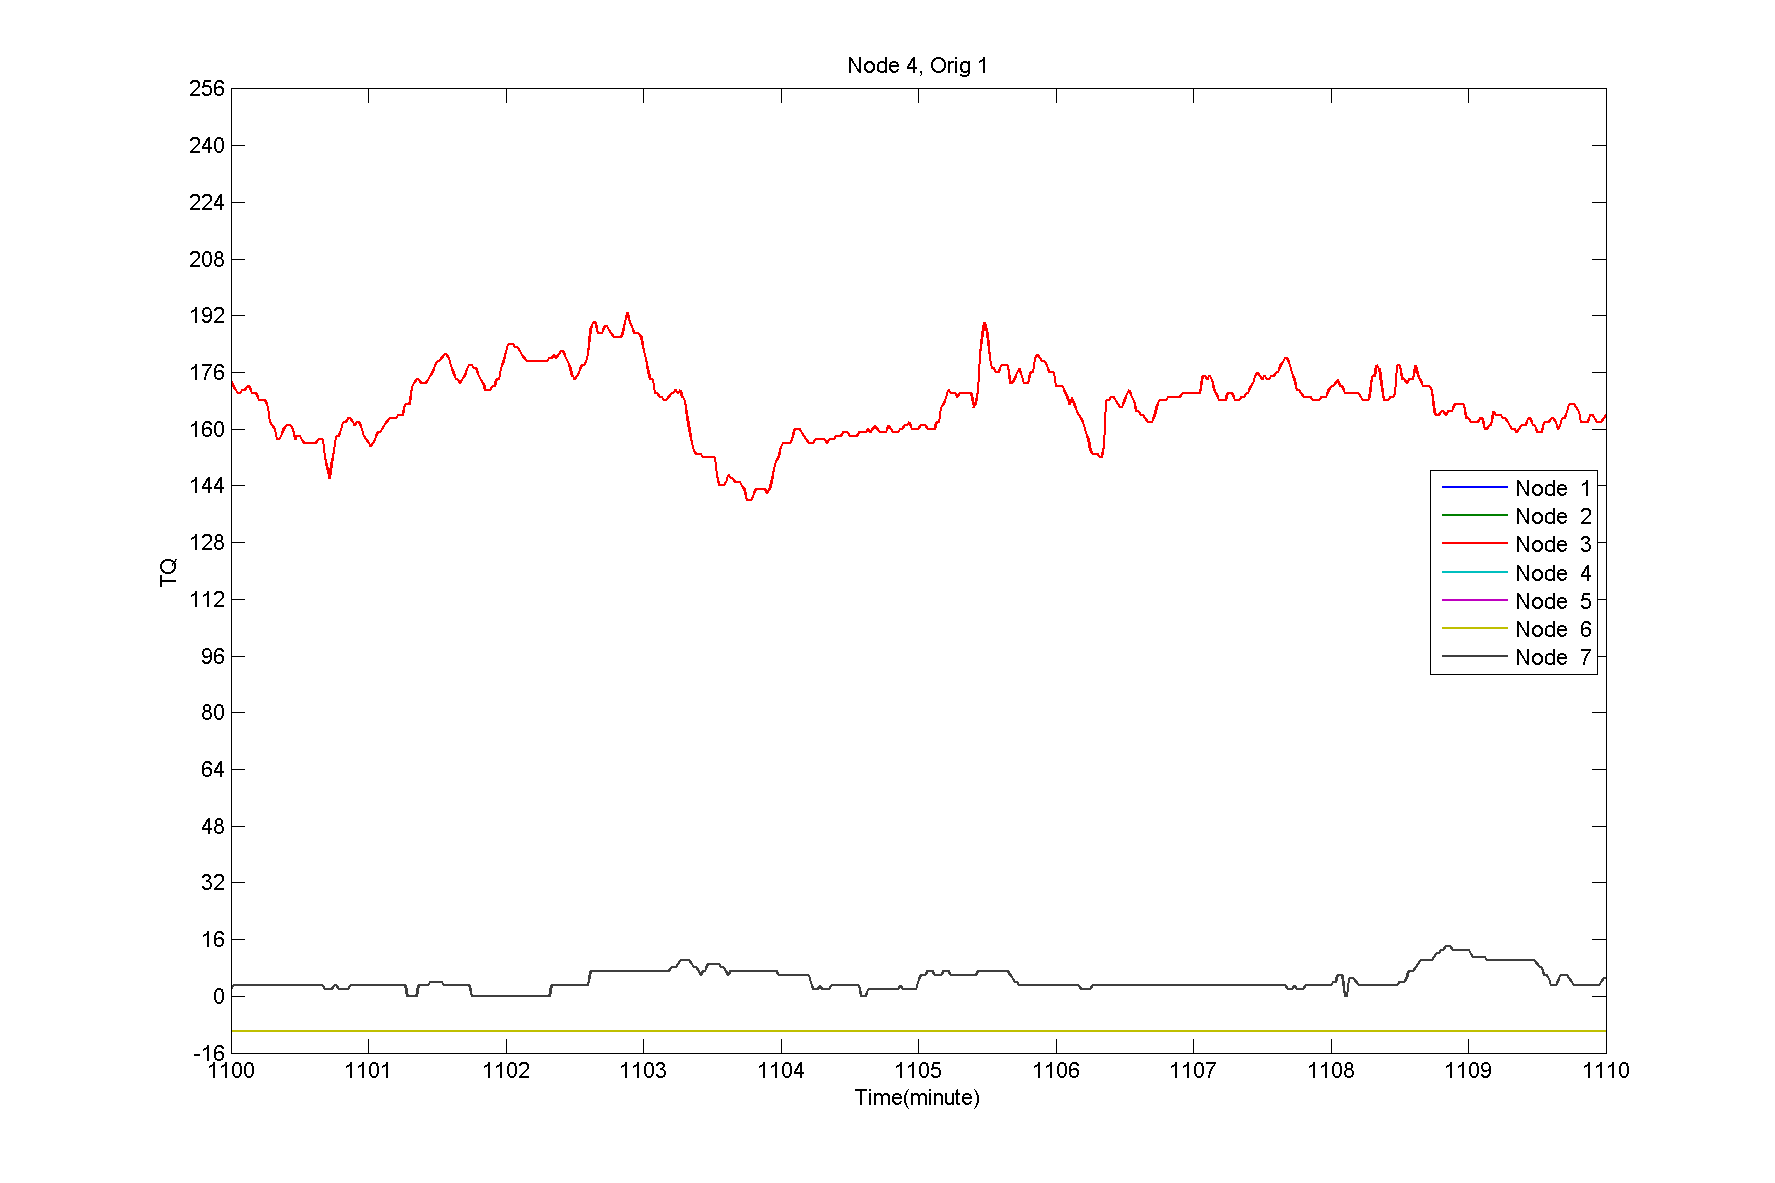 Node 4, Orig 1
256
240
224
208
192
176
160
144
128
112
96
80
64
48
32
16
0
-16
TQ
Node 1
Node 2
Node 3
Node 4
Node 5
Node 6
Node 7
1100 1101 1102 1103 1104 1105 1106 1107 1108 1109 1110
Time(minute)